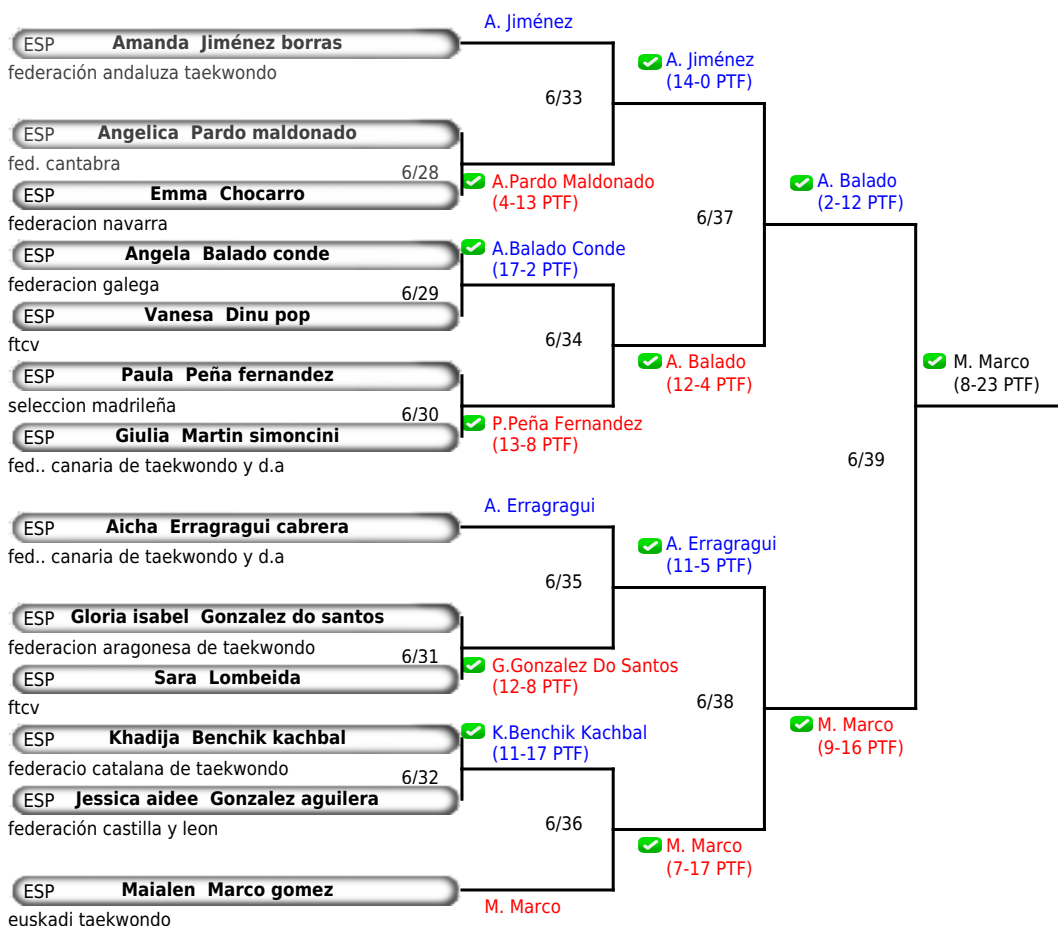 A. Jiménez
ESP Amanda Jiménez borras
federación andaluza taekwondo
A. Jiménez
(14-0 PTF)
6/33
ESP Angelica Pardo maldonado
fed. cantabra
6/28
A.Pardo Maldonado
(4-13 PTF)
ESP Emma Chocarro
federacion navarra
A. Balado
(2-12 PTF)
6/37
ESP Angela Balado conde
federacion galega
A.Balado Conde
(17-2 PTF)
6/29
ESP Vanesa Dinu pop
ftcv
6/34
A. Balado
(12-4 PTF)
M. Marco
(8-23 PTF)
ESP Paula Peña fernandez
seleccion madrileña
6/30
P.Peña Fernandez
(13-8 PTF)
ESP Giulia Martin simoncini
fed.. canaria de taekwondo y d.a
6/39
A. Erragragui
ESP Aicha Erragragui cabrera
fed.. canaria de taekwondo y d.a
A. Erragragui
(11-5 PTF)
6/35
ESP Gloria isabel Gonzalez do santos
federacion aragonesa de taekwondo
6/31
G.Gonzalez Do Santos
(12-8 PTF)
ESP Sara Lombeida
ftcv
6/38
M. Marco
(9-16 PTF)
ESP Khadija Benchik kachbal
federacio catalana de taekwondo
K.Benchik Kachbal
(11-17 PTF)
6/32
ESP Jessica aidee Gonzalez aguilera
federación castilla y leon
6/36
M. Marco
(7-17 PTF)
ESP Maialen Marco gomez
euskadi taekwondo
M. Marco